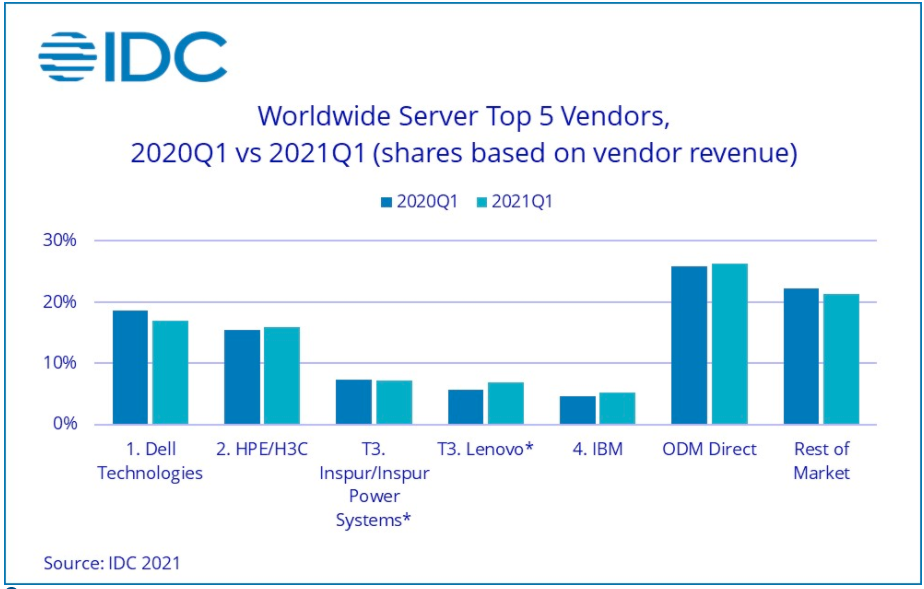 IDC
Worldwide Server Top 5 Vendors,
2020Q1 vs 2021Q1 (shares based on vendor revenue)
2020Q1 2021Q1
30%
20%
10%
0%
1. Dell
Technologies
2. HPE/H3C
T3.
Inspur/Inspur
Power
Systems*
T3. Lenovo*
4. IBM
ODM Direct
Rest of
Market
Source: IDC 2021